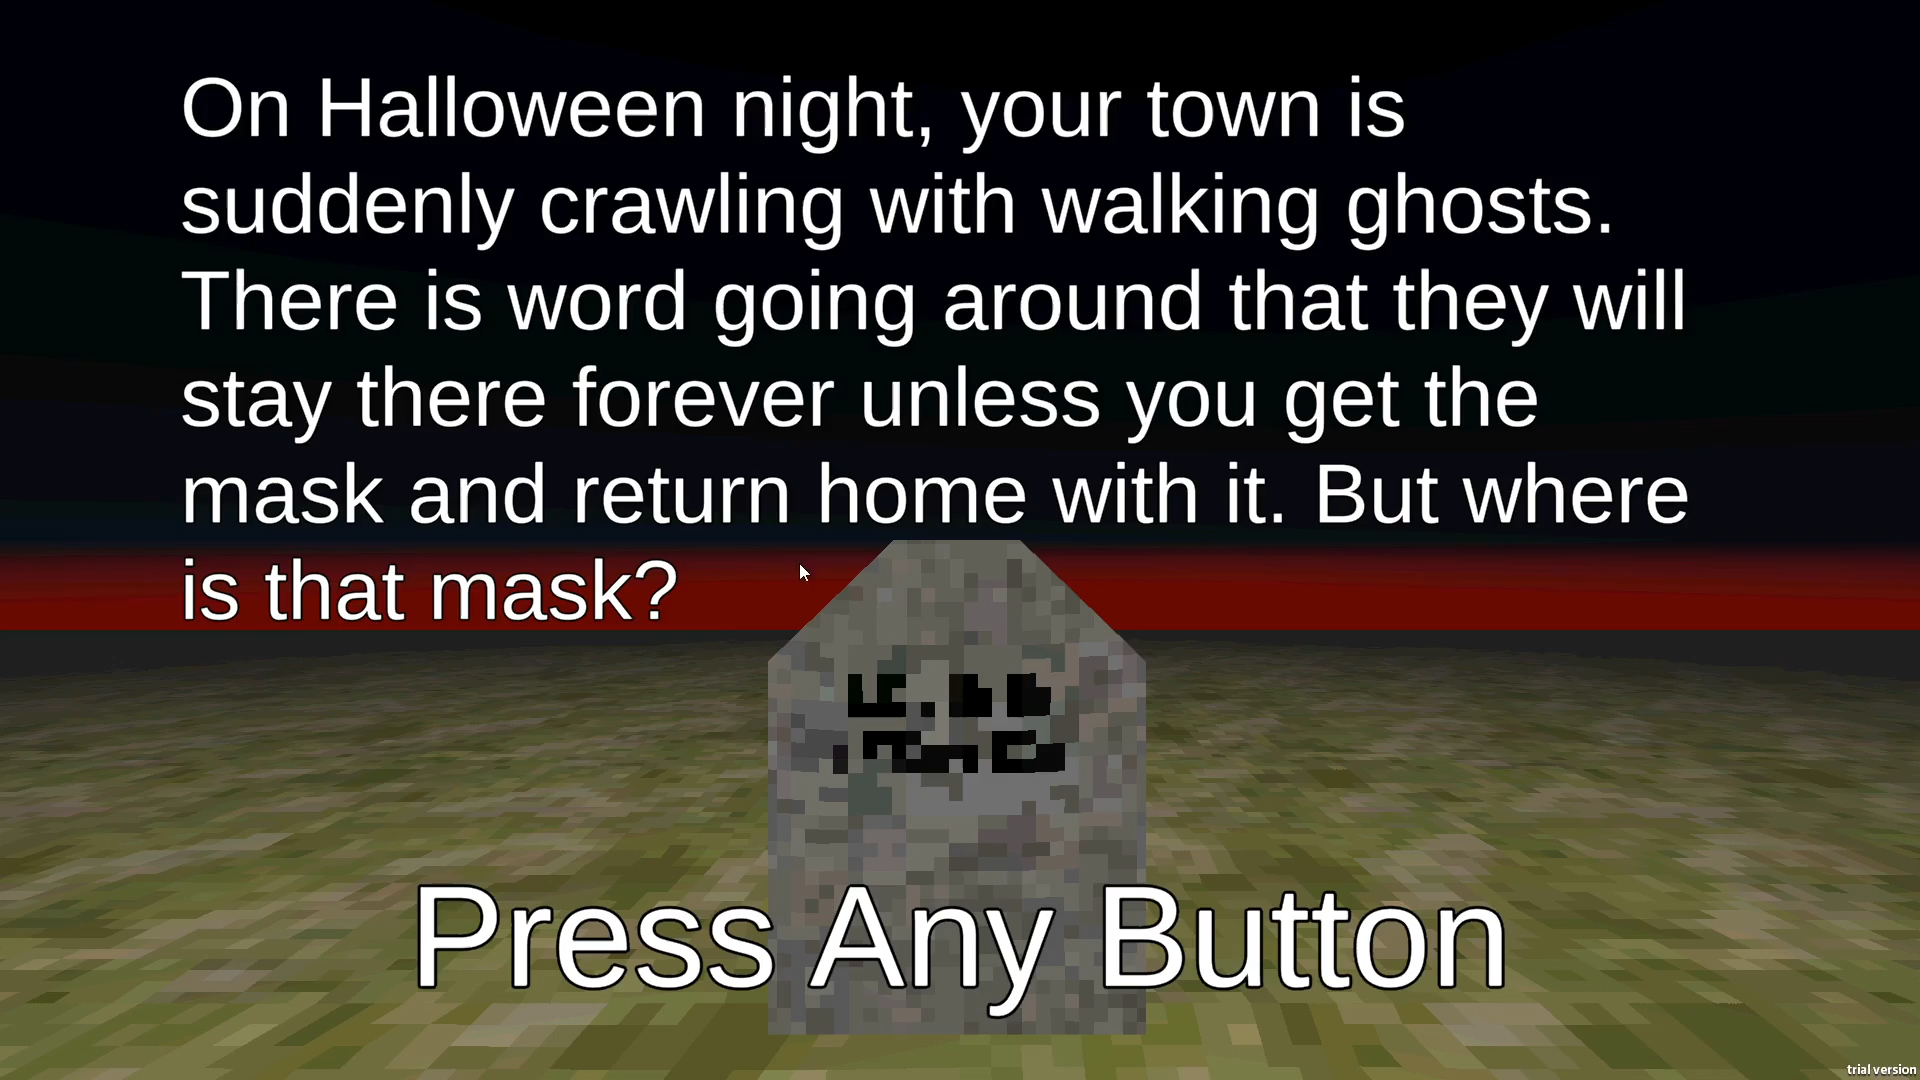 On Halloween night, your town is
suddenly crawling with walking ghosts.
There is word going around that they will
stay there forever unless you get the
mask and return home with it. But where
is that mask?
Press Any Button
trial version